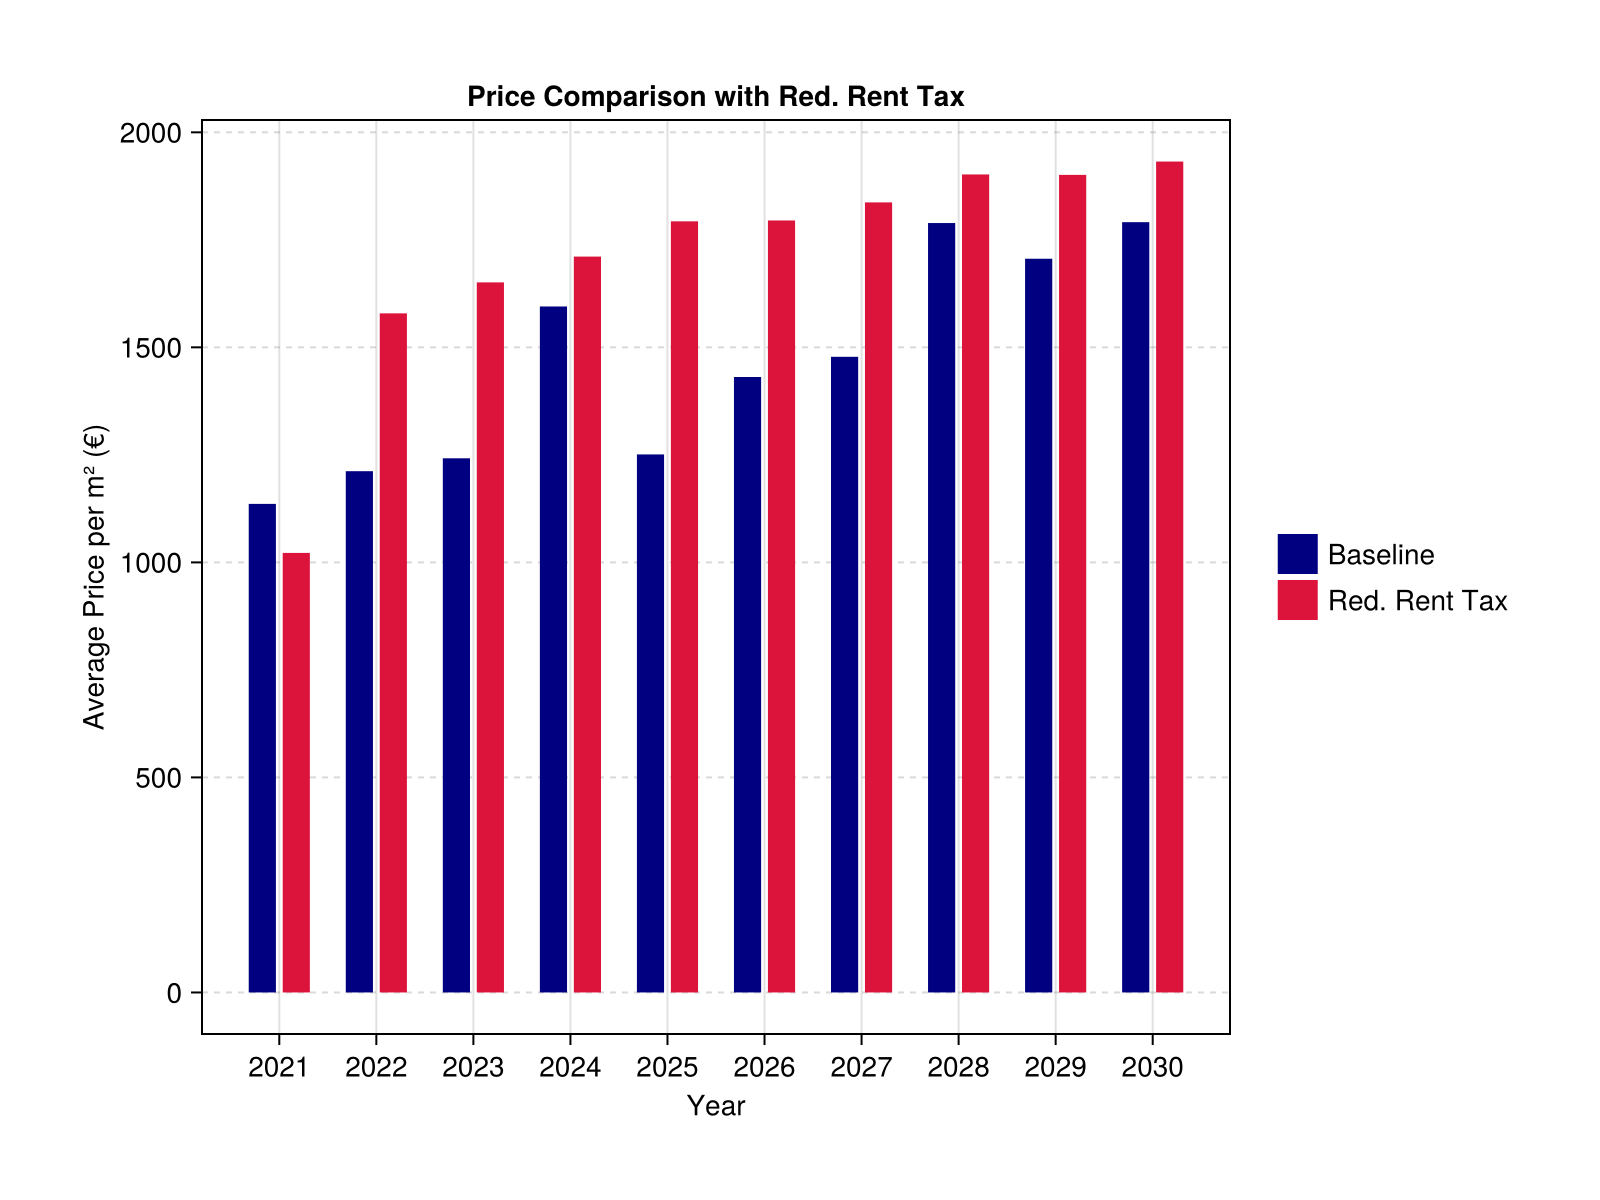 Price Comparison with Red. Rent Tax
2000
1500
1000
500
0
Average Price per m² (€)
2021 2022 2023 2024 2025 2026 2027 2028 2029 2030
Year
Baseline
Red. Rent Tax